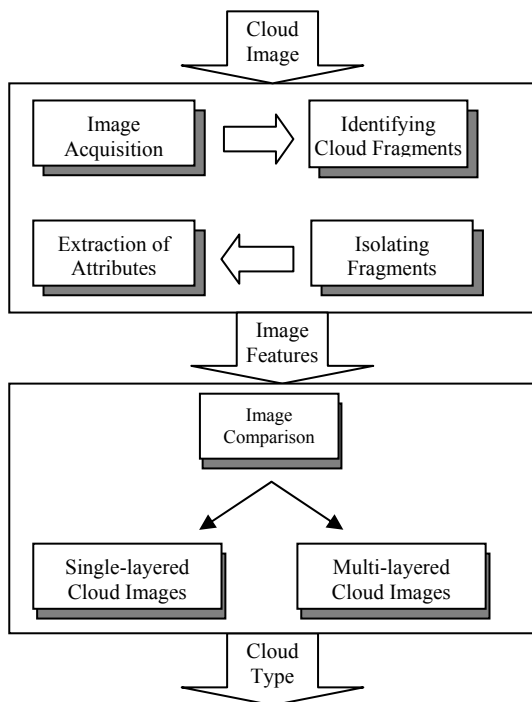 Cloud
Image
Image
Acquisition
Identifying
Cloud Fragments
Extraction of
Attributes
Isolating
Fragments
Image
Features
Image
Comparison
Single-layered
Cloud Images
Multi-layered
Cloud Images
Cloud
Type